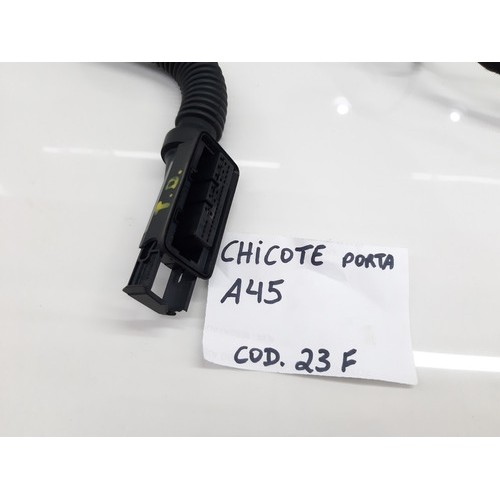 T.D.
CHiCOTE PORTA
A45
COD. 23 F